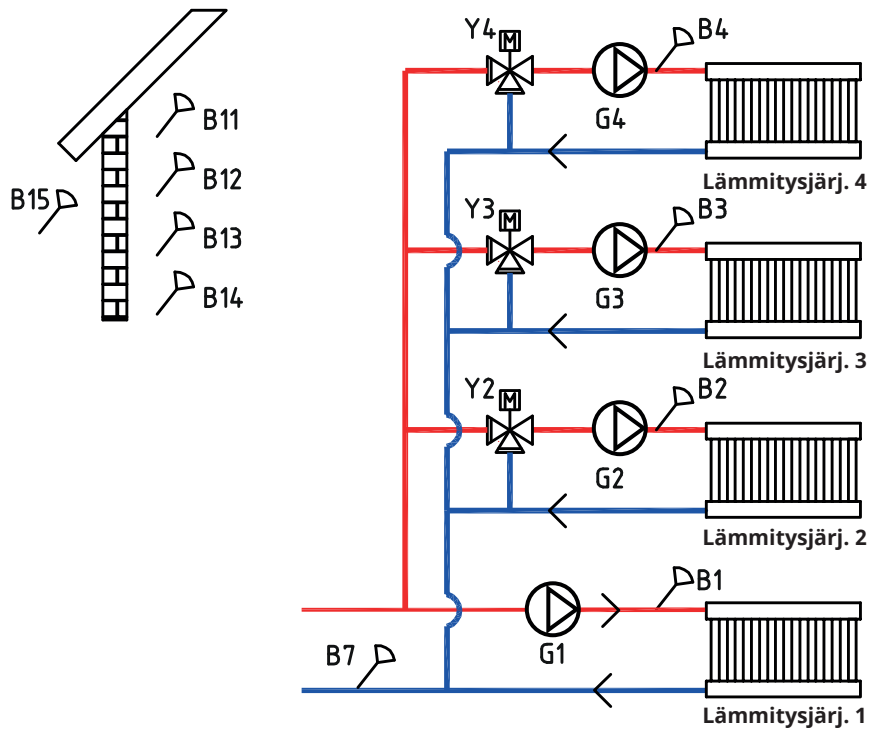 B11
B12
B15
B13
B14
Y4
M
B4
G4
Lämmitysjärj. 4
Y3
M
B3
G3
Lämmitysjärj. 3
Y2
M
B2
G2
Lämmitysjärj. 2
B1
G1
B7
Lämmitysjärj. 1